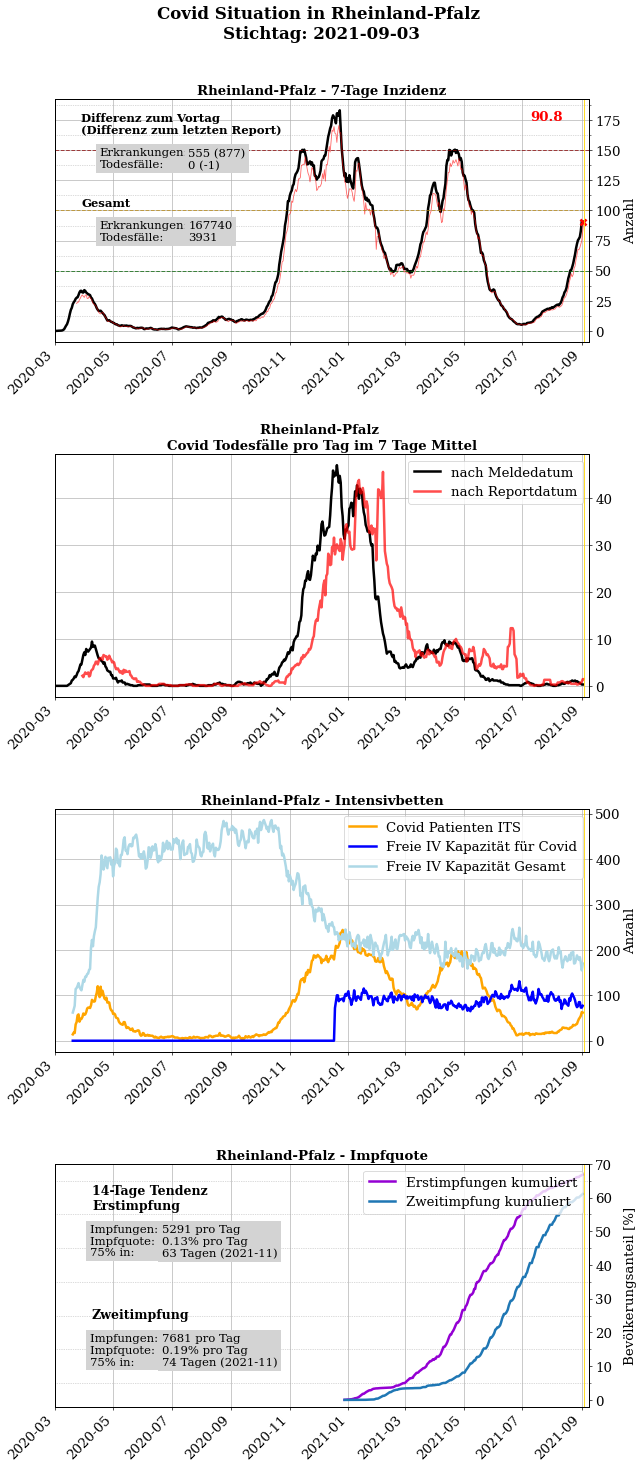 Covid Situation in Rheinland-Pfalz
Stichtag: 2021-09-03
Rheinland-Pfalz - 7-Tage Inzidenz
Differenz zum Vortag
(Differenz zum letzten Report)
Erkrankungen 555 (877)
Todesfälle: 0 (-1)
Gesamt
Erkrankungen 167740
Todesfälle: 3931
90.8
175
150
125
100
75
50
25
0
Anzahl
2020-03 2020-05 2020-07 2020-09 2020-11 2021-01 2021-03 2021-05 2021-07 2021-09
Rheinland-Pfalz
Covid Todesfälle pro Tag im 7 Tage Mittel
nach Meldedatum
nach Reportdatum
40
30
20
10
0
2020-03 2020-05 2020-07 2020-09 2020-11 2021-01 2021-03 2021-05 2021-07 2021-09
Rheinland-Pfalz - Intensivbetten
Covid Patienten ITS
Freie IV Kapazität für Covid
Freie IV Kapazität Gesamt
500
400
300
200
100
0
Anzahl
2020-03 2020-05 2020-07 2020-09 2020-11 2021-01 2021-03 2021-05 2021-07 2021-09
Rheinland-Pfalz - Impfquote
14-Tage Tendenz
Erstimpfung
Impfungen: 5291 pro Tag
Impfquote: 0.13% pro Tag
75% in: 63 Tagen (2021-11)
Zweitimpfung
Impfungen: 7681 pro Tag
Impfquote: 0.19% pro Tag
75% in: 74 Tagen (2021-11)
Erstimpfungen kumuliert
Zweitimpfung kumuliert
70
60
50
40
30
20
10
0
Bevölkerungsanteil [%]
2020-03 2020-05 2020-07 2020-09 2020-11 2021-01 2021-03 2021-05 2021-07 2021-09